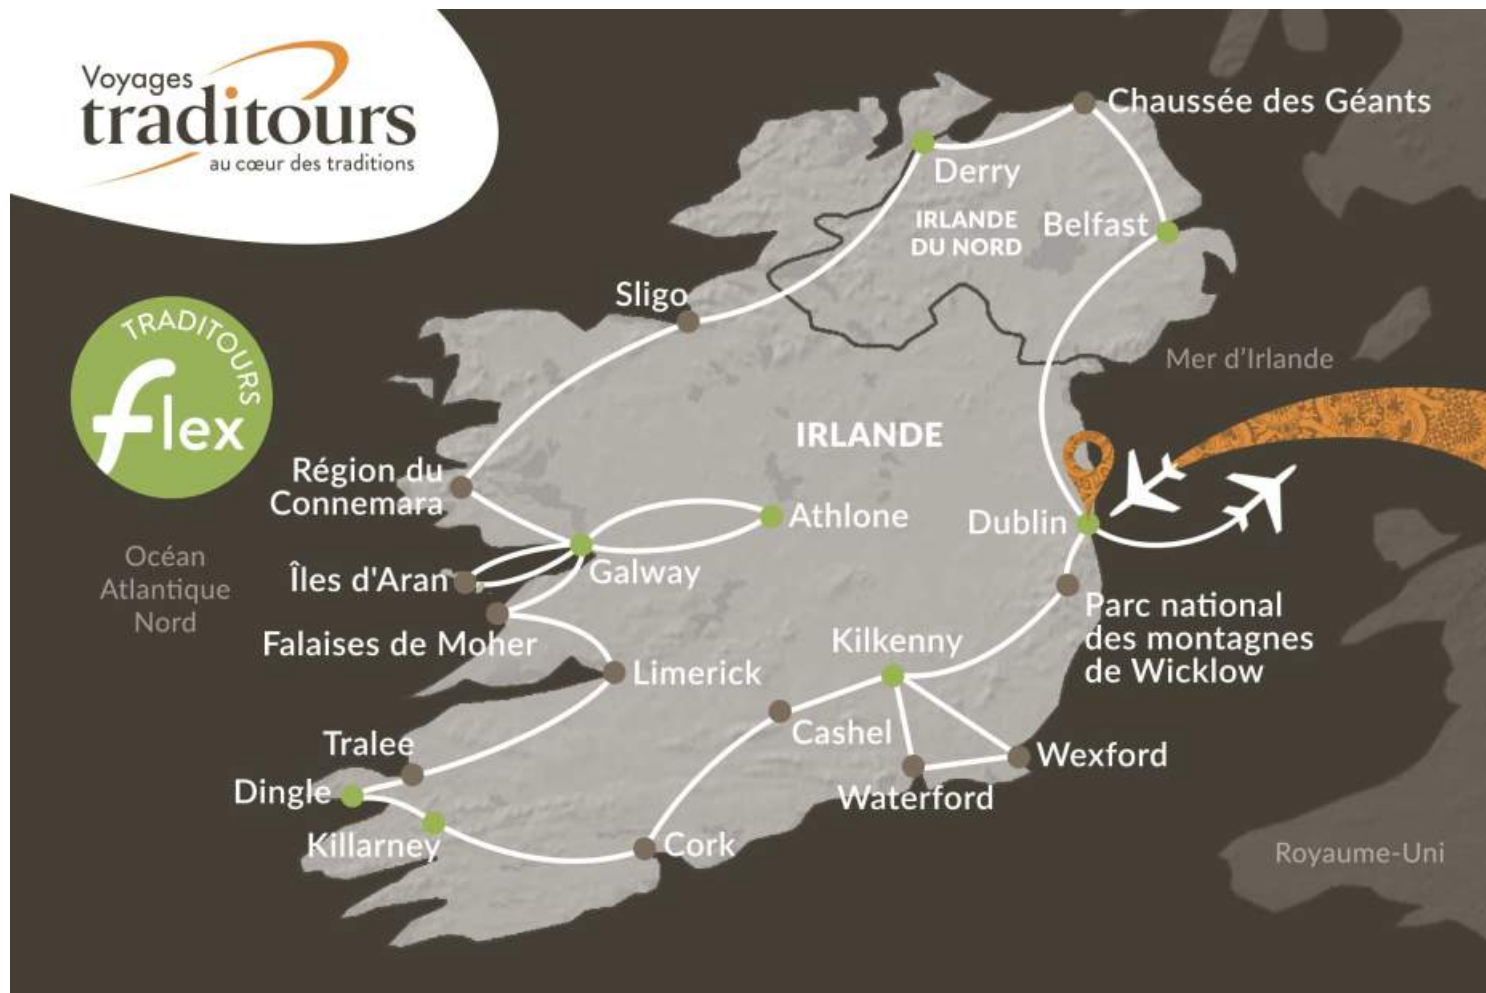 Voyages
traditours
au cœur des traditions
TRADITOURS
flex
Chaussée des Géants
Derry
IRLANDE
DU NORD
Belfast
Sligo
Mer d'Irlande
IRLANDE
Région du
Connemara
Athlone
Dublin
Océan
Atlantique
Nord
Îles d'Aran
Galway
Falaises de Moher
Parc national
des montagnes
de Wicklow
Kilkenny
Limerick
Cashel
Tralee
Wexford
Dingle
Waterford
Killarney
Cork
Royaume-Uni